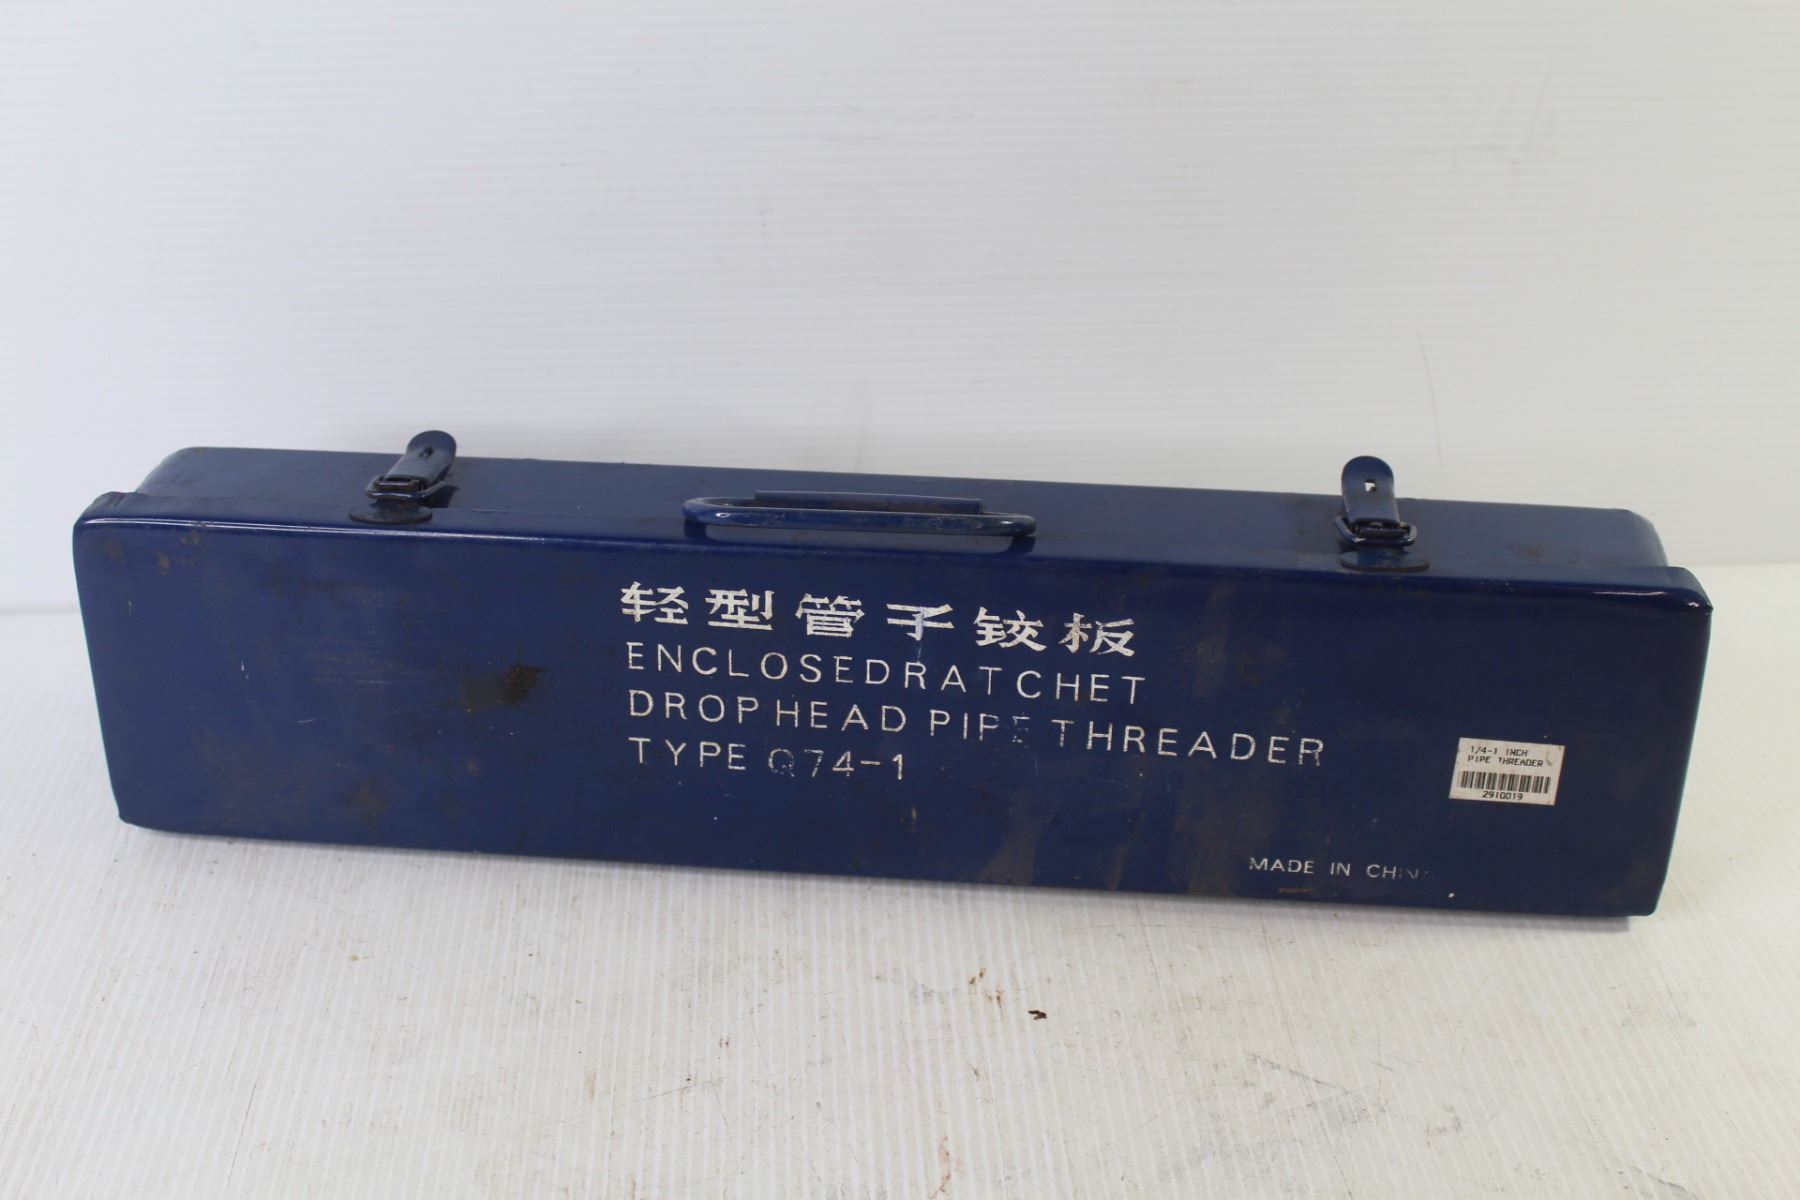 轻型管子铰板
ENCLOSEDRATCHET
DROPHEAD PIPE THREADER
TYPE Q74-1
1/4-1 INCH
PIPE THREADER
2910019
MADE IN CHINA